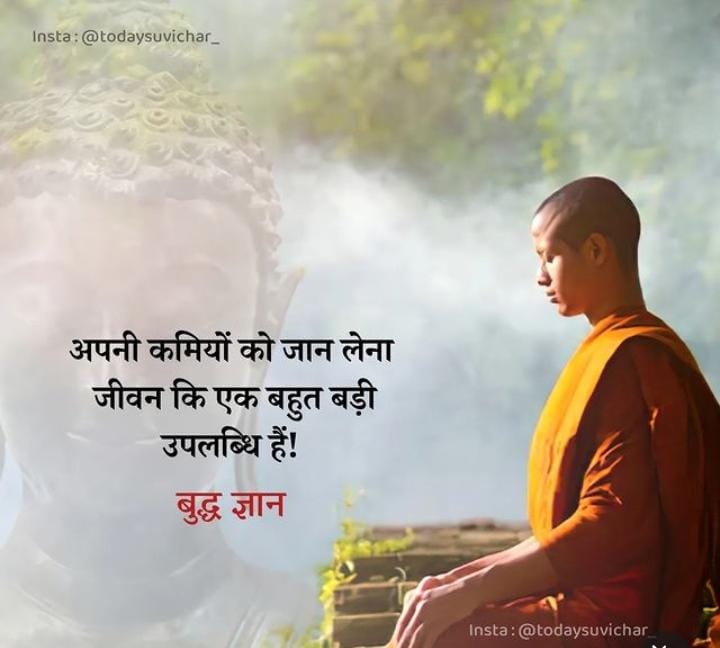 Insta : @todaysuvichar_
अपनी कमियों को जान लेना
जीवन कि एक बहुत बड़ी
उपलब्धि हैं!
बुद्ध ज्ञान
Insta : @todaysuvichar_